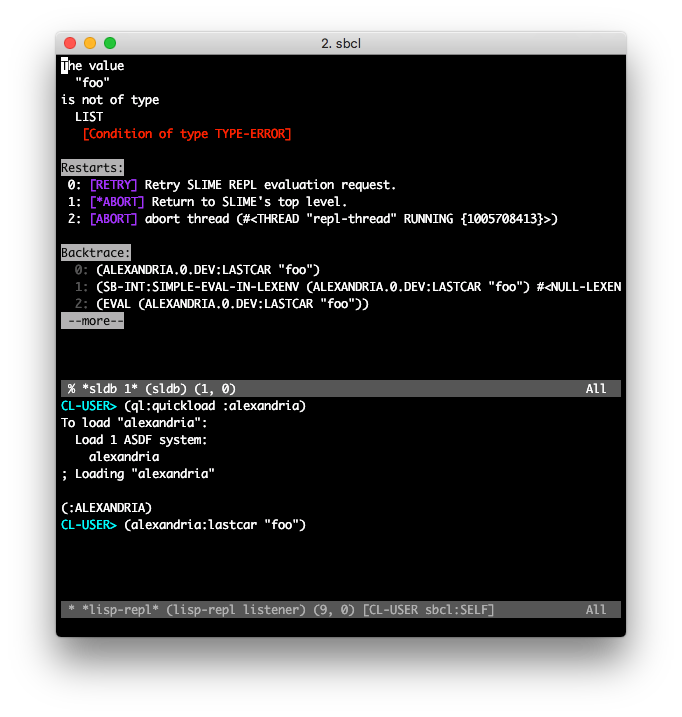 2. sbcl
The value
  "foo"
is not of type
  LIST
   [Condition of type TYPE-ERROR]
Restarts:
 0: [RETRY] Retry SLIME REPL evaluation request.
 1: [*ABORT] Return to SLIME's top level.
 2: [ABORT] abort thread (#<THREAD "repl-thread" RUNNING {1005708413}>)
Backtrace:
  0: (ALEXANDRIA.0.DEV:LASTCAR "foo")
  1: (SB-INT:SIMPLE-EVAL-IN-LEXENV (ALEXANDRIA.0.DEV:LASTCAR "foo") #<NULL-LEXEN
  2: (EVAL (ALEXANDRIA.0.DEV:LASTCAR "foo"))
 --more--
 % *sldb 1* (sldb) (1, 0) All
CL-USER> (ql:quickload :alexandria)
To load "alexandria":
  Load 1 ASDF system:
    alexandria
; Loading "alexandria"
(:ALEXANDRIA)
CL-USER> (alexandria:lastcar "foo")
 * *lisp-repl* (lisp-repl listener) (9, 0) [CL-USER sbcl:SELF] All